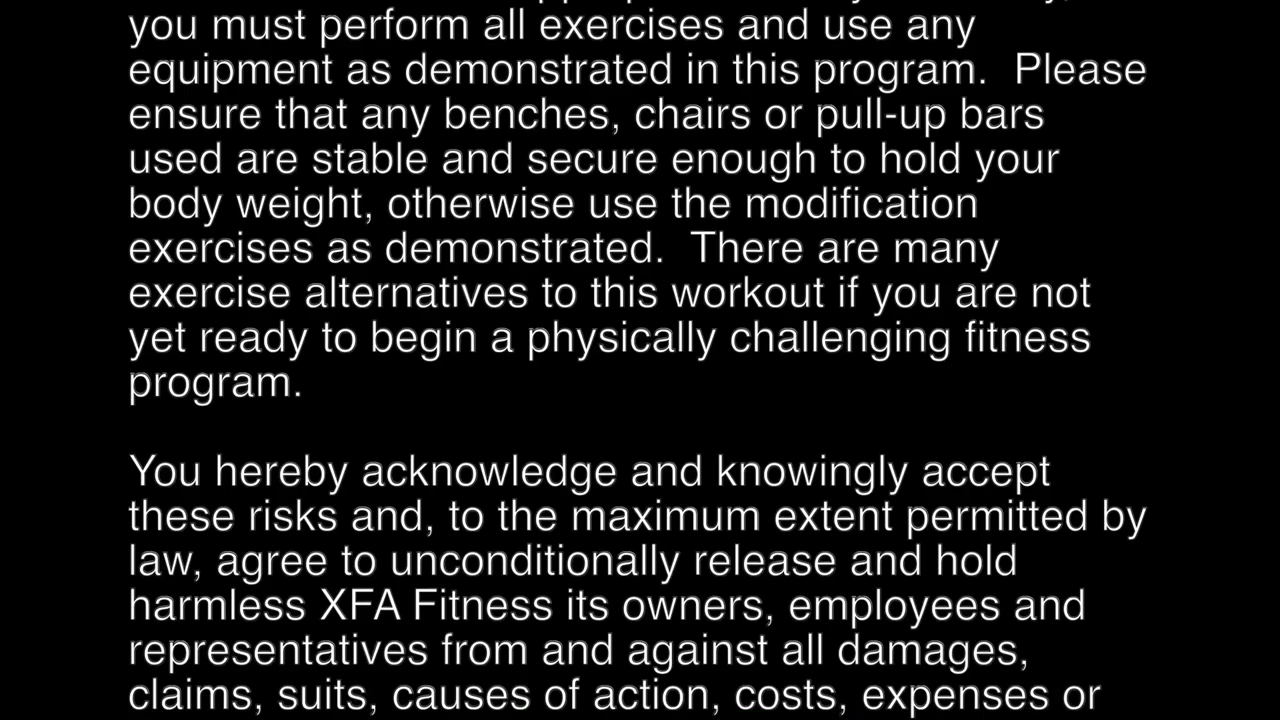 you must perform all exercises and use any
equipment as demonstrated in this program.  Please
ensure that any benches, chairs or pull-up bars
used are stable and secure enough to hold your
body weight, otherwise use the modification
exercises as demonstrated.  There are many
exercise alternatives to this workout if you are not
yet ready to begin a physically challenging fitness
program.
You hereby acknowledge and knowingly accept
these risks and, to the maximum extent permitted by
law, agree to unconditionally release and hold
harmless XFA Fitness its owners, employees and
representatives from and against all damages,
claims, suits, causes of action, costs, expenses or